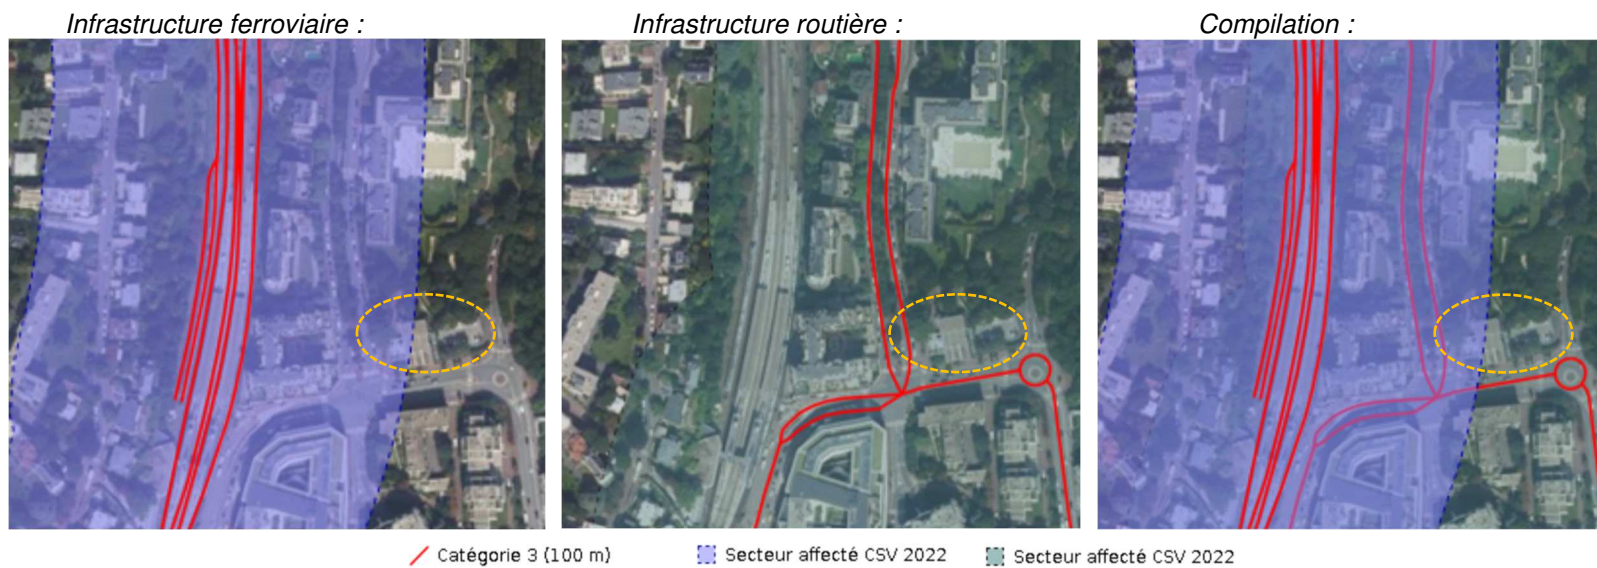 Infrastructure ferroviaire :
Infrastructure routière :
Compilation :
Catégorie 3 (100 m)
Secteur affecté CSV 2022
Secteur affecté CSV 2022